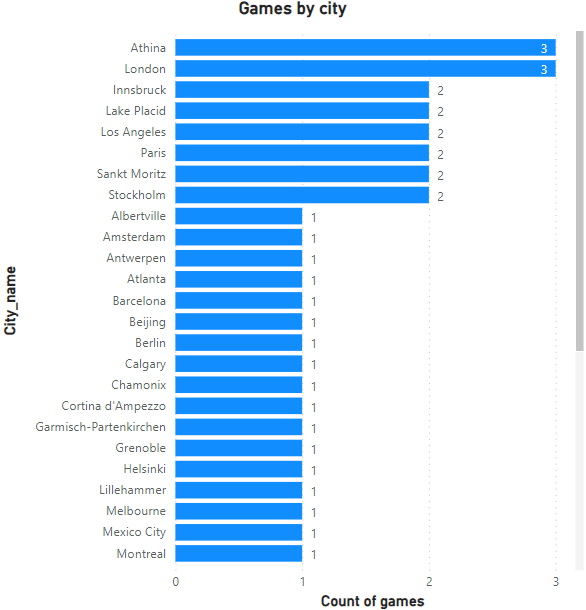 Games by city
City_name
Athina 3
London 3
Innsbruck 2
Lake Placid 2
Los Angeles 2
Paris 2
Sankt Moritz 2
Stockholm 2
Albertville 1
Amsterdam 1
Antwerpen 1
Atlanta 1
Barcelona 1
Beijing 1
Berlin 1
Calgary 1
Chamonix 1
Cortina d'Ampezzo 1
Garmisch-Partenkirchen 1
Grenoble 1
Helsinki 1
Lillehammer 1
Melbourne 1
Mexico City 1
Montreal 1
0 1 2 3
Count of games